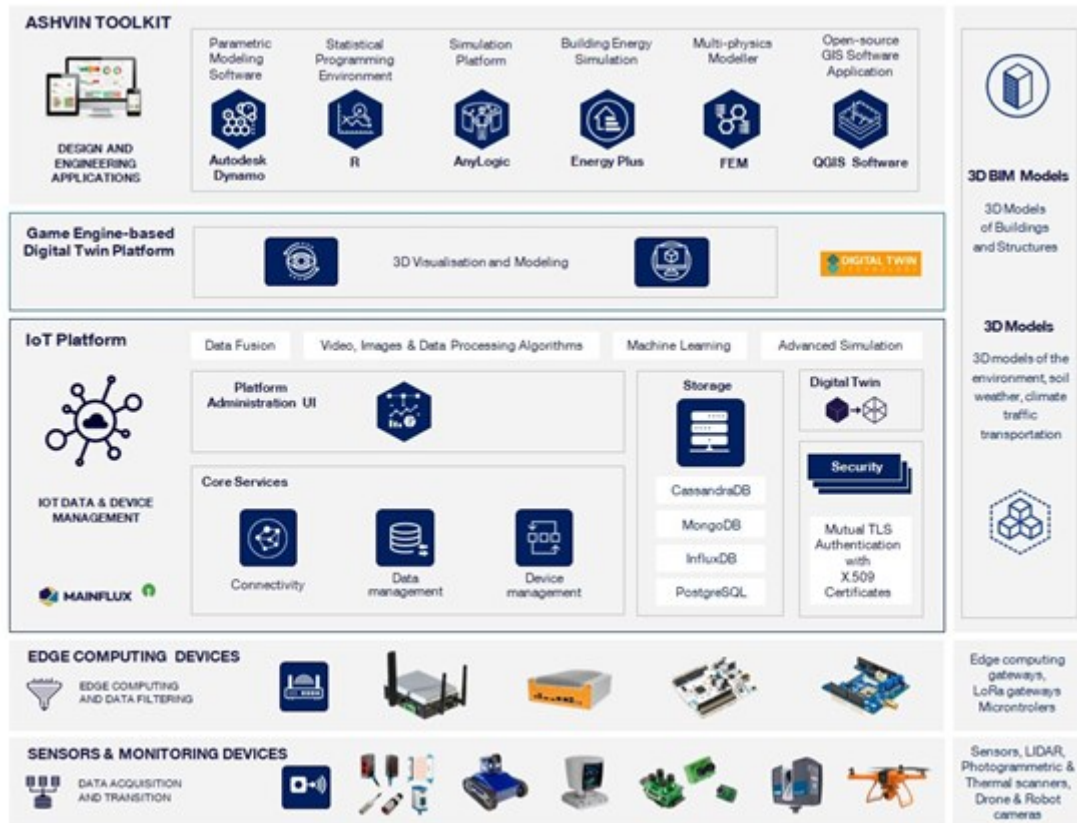 ASHVIN TOOLKIT
DESIGN AND
ENGINEERING
APPLICATIONS
Parametric
Modeling
Software
Autodesk
Dynamo
Statistical
Programming
Environment
R
Simulation
Platform
AnyLogic
Building Energy
Simulation
Energy Plus
Multi-physics
Modeller
FEM
Open-source
GIS Software
Application
QGIS Software
Game Engine-based
Digital Twin Platform
3D Visualisation and Modeling
DIGITAL TWIN
TECHNOLOGY
IoT Platform
IOT DATA & DEVICE
MANAGEMENT
MAINFLUX
Data Fusion
Video, Images & Data Processing Algorithms
Machine Learning
Advanced Simulation
Platform
Administration UI
Core Services
Connectivity
Data
management
Device
management
Storage
CassandraDB
MongoDB
InfluxDB
PostgreSQL
Digital Twin
Security
Mutual TLS
Authentication
with
X.509
Certificates
3D BIM Models
3D Models
of Buildings
and Structures
3D Models
3D models of the
environment, soil
weather, climate
traffic
transportation
EDGE COMPUTING DEVICES
EDGE COMPUTING
AND DATA FILTERING
Edge computing
gateways,
LoRa gateways
Microntrolers
SENSORS & MONITORING DEVICES
DATA ACQUISITION
AND TRANSITION
Sensors, LIDAR,
Photogrammetric &
Thermal scanners,
Drone & Robot
cameras